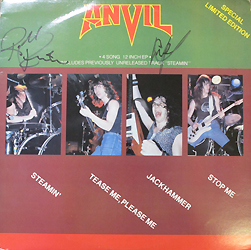 ANVIL
SPECIAL
LIMITED EDITION
• 4 SONG, 12 INCH EP •
INCLUDES PREVIOUSLY UNRELEASED TRACK "STEAMIN'"
STEAMIN'
TEASE ME, PLEASE ME
JACKHAMMER
STOP ME